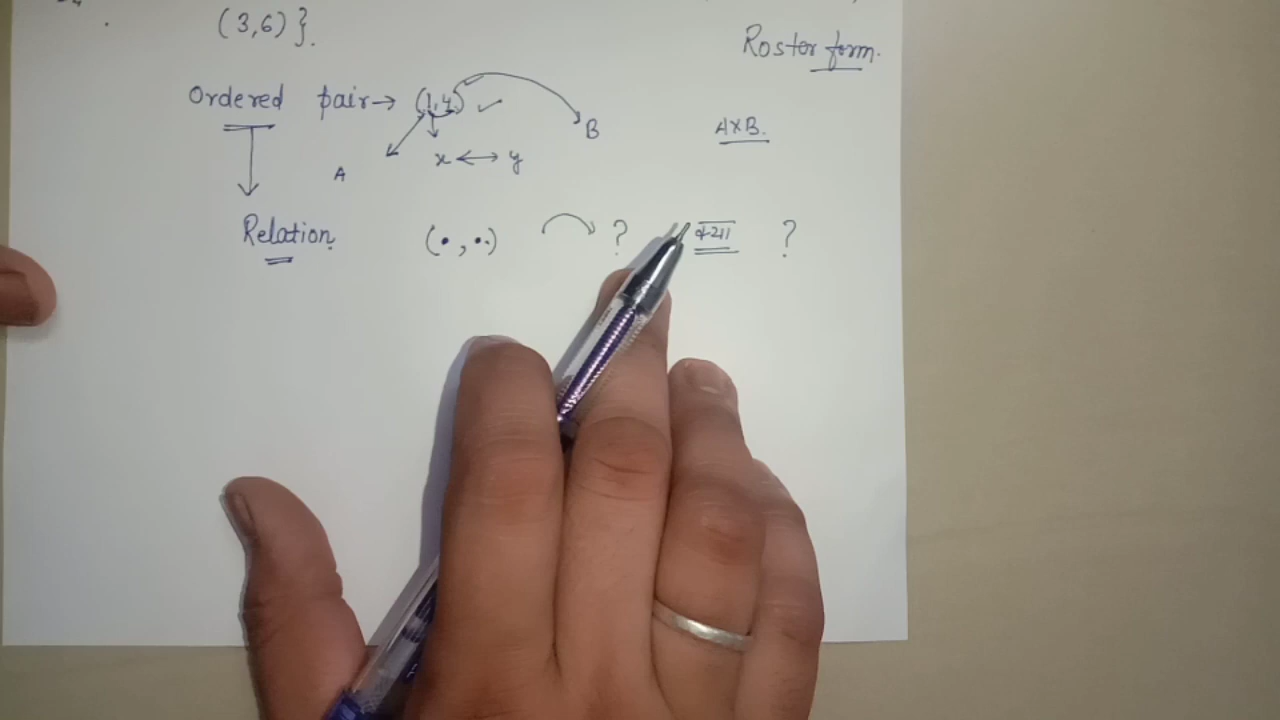 (3,6)}.
Roster form.
Ordered pair→ (1,4) ✓
B
A×B.
x ↔ y
A
Relation (•,•) ? क्या ?